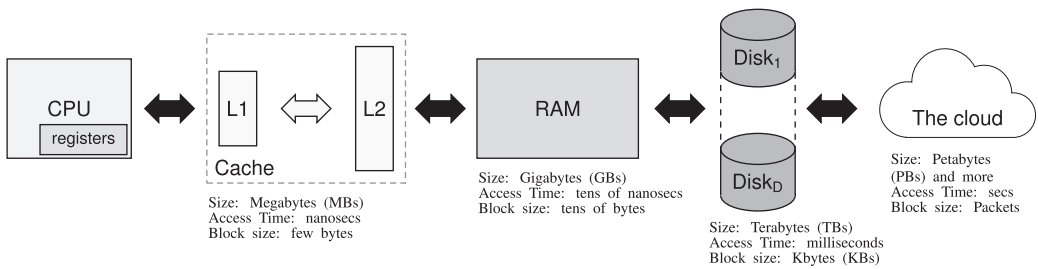 CPU
registers
L1
L2
Cache
Size: Megabytes (MBs)
Access Time: nanosecs
Block size: few bytes
RAM
Size: Gigabytes (GBs)
Access Time: tens of nanosecs
Block size: tens of bytes
Disk₁
Disk_D
Size: Terabytes (TBs)
Access Time: milliseconds
Block size: Kbytes (KBs)
The cloud
Size: Petabytes
(PBs) and more
Access Time: secs
Block size: Packets